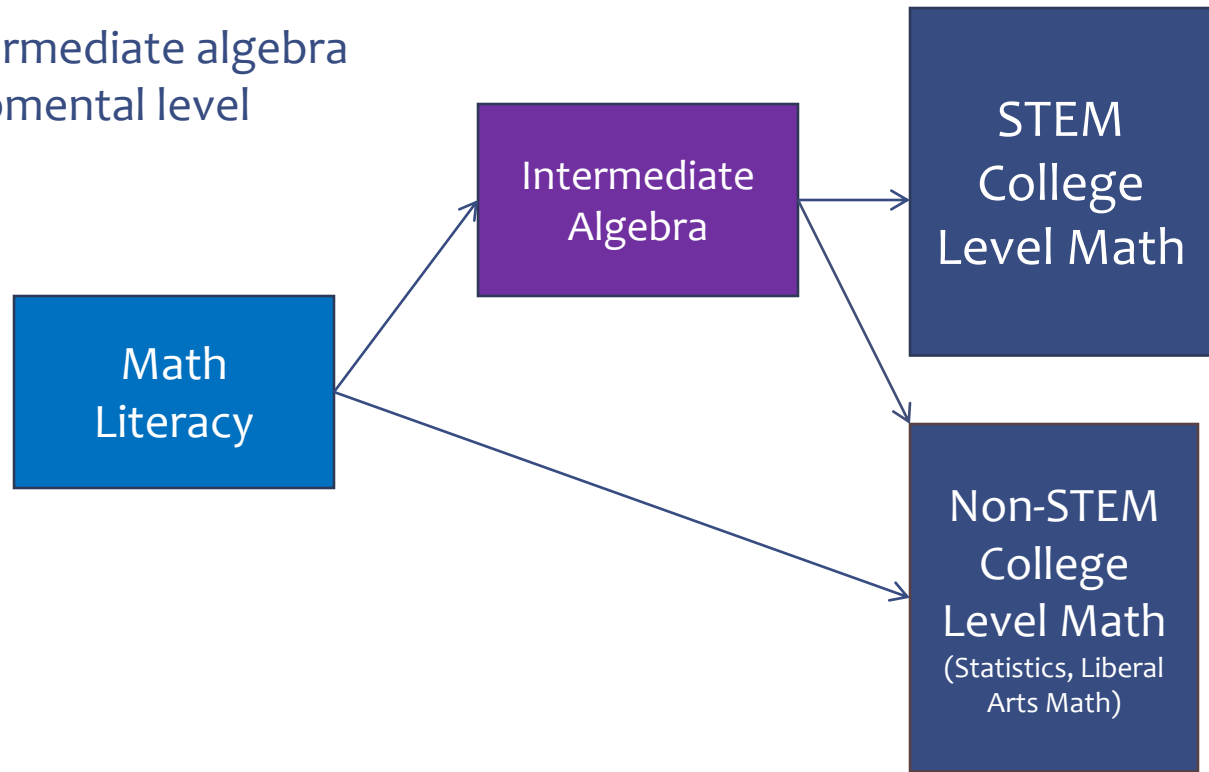 rmediate algebra
omental level
Intermediate
Algebra
STEM
College
Level Math
Math
Literacy
Non-STEM
College
Level Math
(Statistics, Liberal
Arts Math)